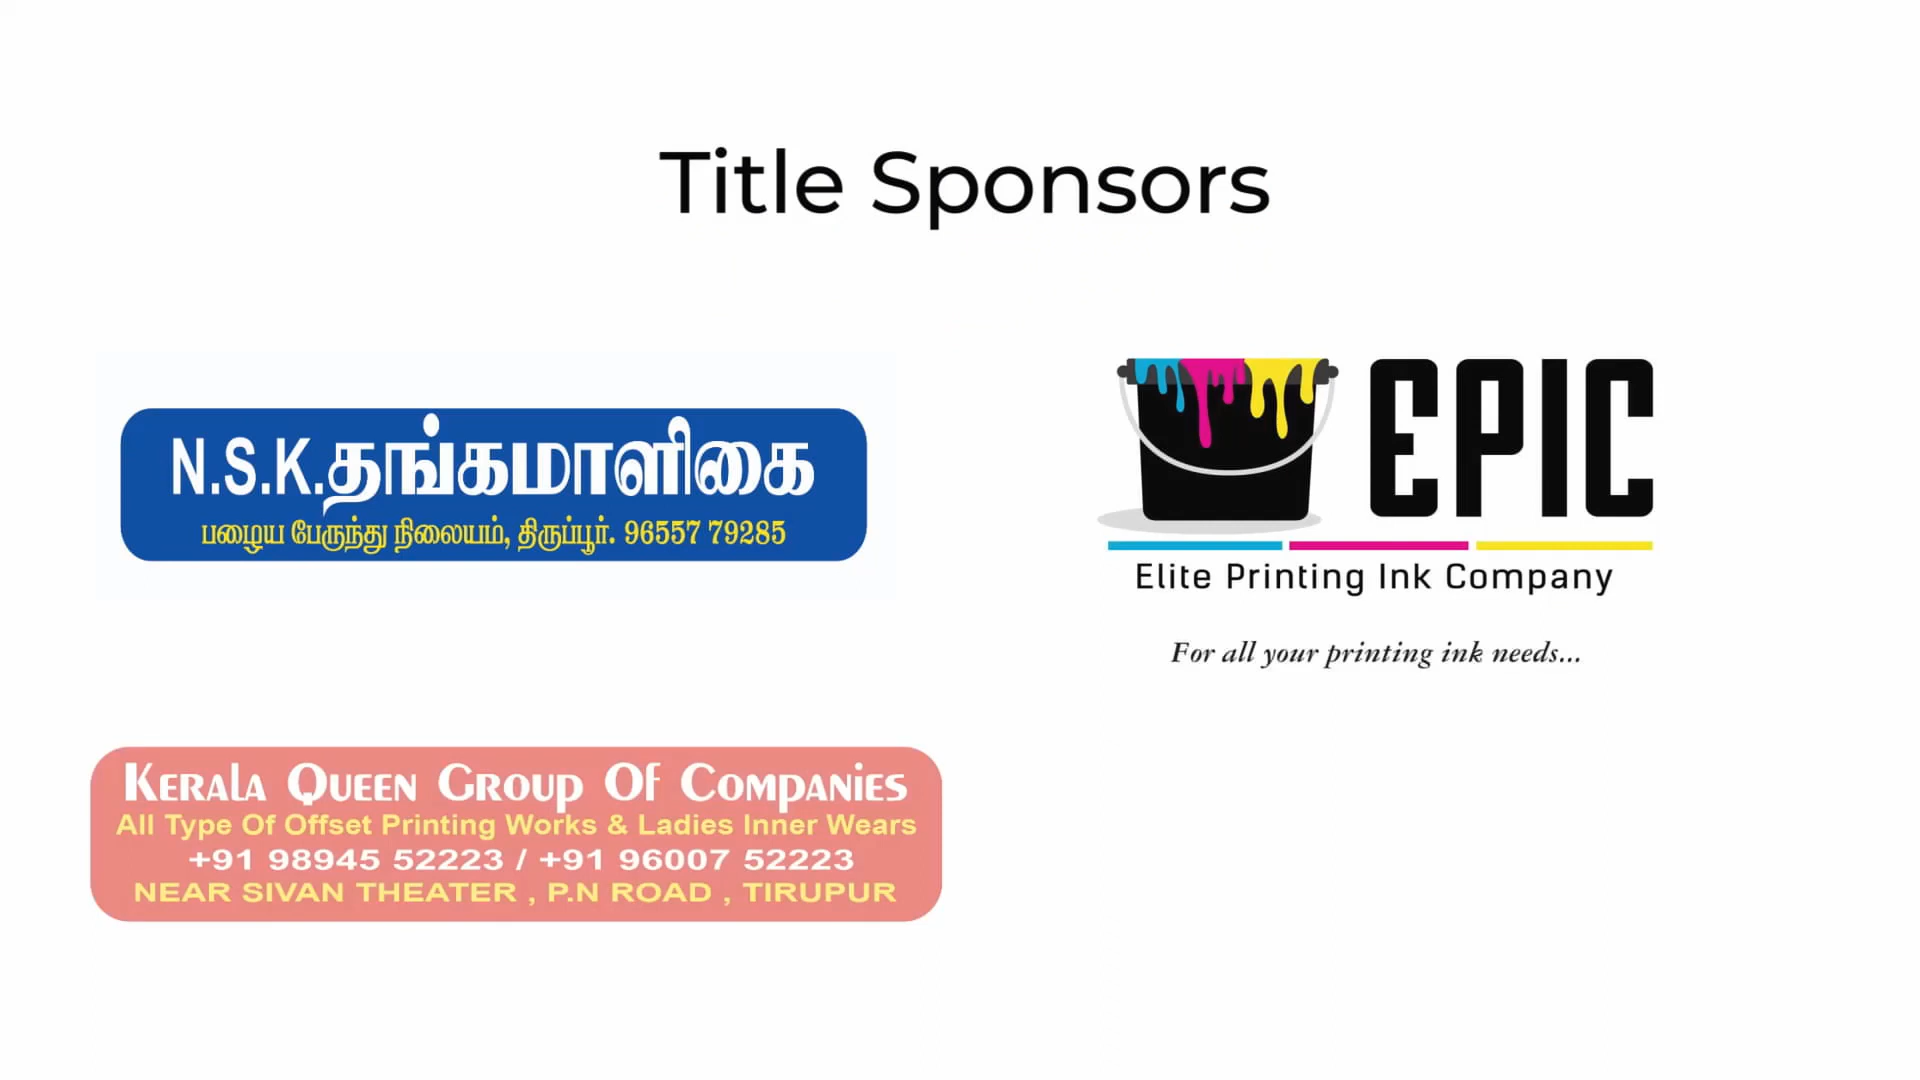 Title Sponsors
N.S.K.தங்கமாளிகை
பழைய பேருந்து நிலையம், திருப்பூர். 96557 79285
EPIC
Elite Printing Ink Company
For all your printing ink needs...
Kerala Queen Group Of Companies
All Type Of Offset Printing Works & Ladies Inner Wears
+91 98945 52223 / +91 96007 52223
NEAR SIVAN THEATER , P.N ROAD , TIRUPUR